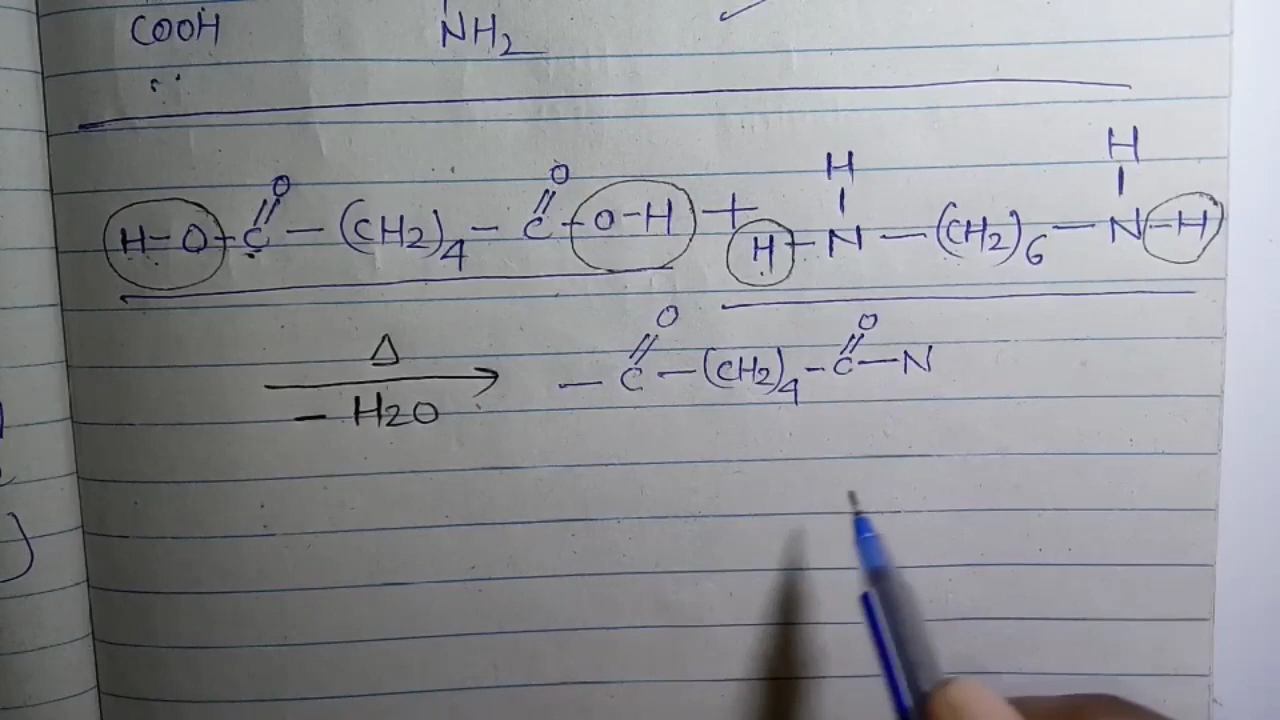 COOH NH2
O O H H
H-O-C-(CH2)4-C-O-H + H-N-(CH2)6-N-H
Δ O O
-C-(CH2)4-C-N
- H2O